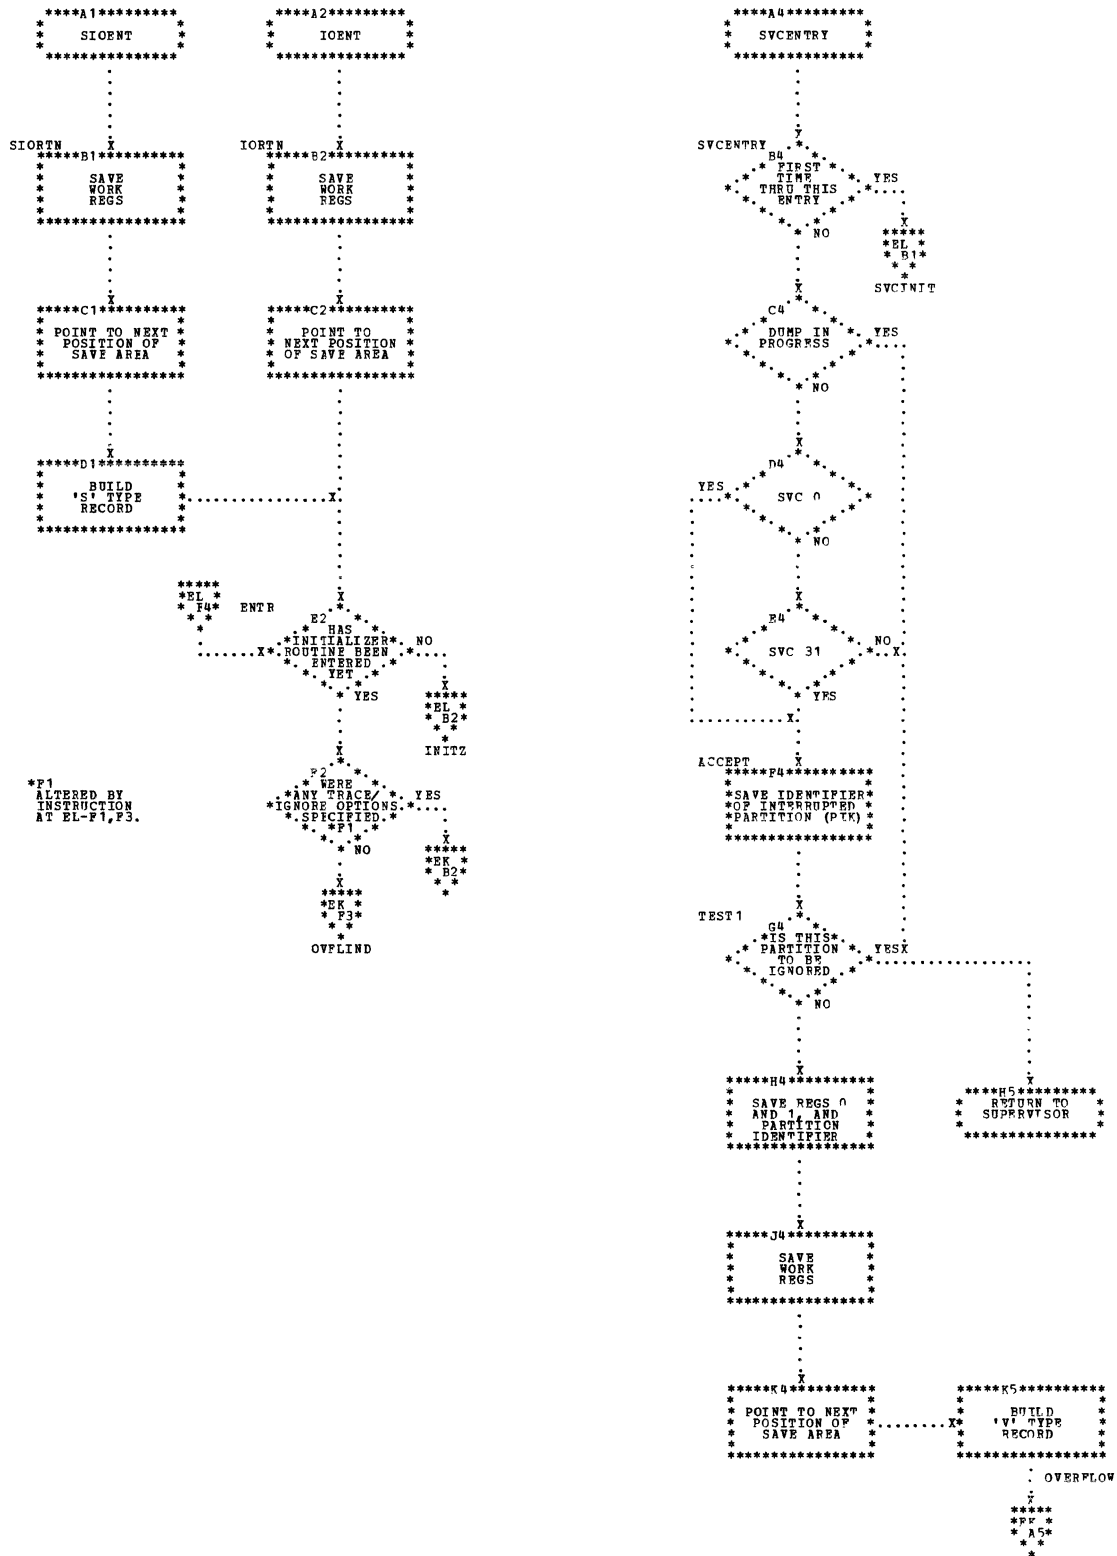 A1
SIOENT
A2
IOENT
A4
SVCENTRY
SIORTN
B1
SAVE
WORK
REGS
IORTN
B2
SAVE
WORK
REGS
SVCENTRY
B4
FIRST
TIME
THRU THIS
ENTRY
YES
NO
EL
B1
SVCINIT
C1
POINT TO NEXT
POSITION OF
SAVE AREA
C2
POINT TO
NEXT POSITION
OF SAVE AREA
C4
DUMP IN
PROGRESS
YES
NO
D1
BUILD
'S' TYPE
RECORD
D4
YES
SVC 0
NO
EL
F4
ENTR
E2
HAS
INITIALIZER
ROUTINE BEEN
ENTERED
YET
NO
YES
EL
B2
INITZ
E4
SVC 31
NO
YES
*F1
ALTERED BY
INSTRUCTION
AT EL-F1,F3.
F2
WERE
ANY TRACE/
IGNORE OPTIONS
SPECIFIED
*F1
YES
NO
EK
B2
EK
F3
OVFLIND
ACCEPT
F4
SAVE IDENTIFIER
OF INTERRUPTED
PARTITION (PIK)
TEST1
G4
IS THIS
PARTITION
TO BE
IGNORED
YES
NO
H4
SAVE REGS 0
AND 1, AND
PARTITION
IDENTIFIER
H5
RETURN TO
SUPERVISOR
J4
SAVE
WORK
REGS
K4
POINT TO NEXT
POSITION OF
SAVE AREA
K5
BUILD
'V' TYPE
RECORD
OVERFLOW
A5